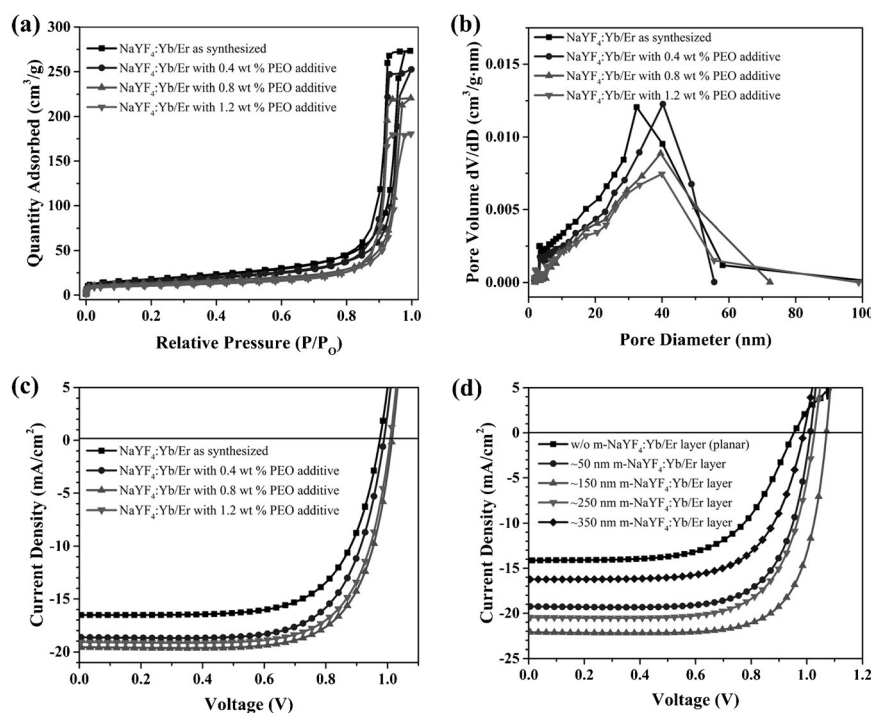 (a)
300
250
200
150
100
50
0
Quantity Adsorbed (cm³/g)
NaYF₄:Yb/Er as synthesized
NaYF₄:Yb/Er with 0.4 wt % PEO additive
NaYF₄:Yb/Er with 0.8 wt % PEO additive
NaYF₄:Yb/Er with 1.2 wt % PEO additive
0.0 0.2 0.4 0.6 0.8 1.0
Relative Pressure (P/P₀)
(b)
0.015
0.010
0.005
0.000
Pore Volume dV/dD (cm³/g·nm)
NaYF₄:Yb/Er as synthesized
NaYF₄:Yb/Er with 0.4 wt % PEO additive
NaYF₄:Yb/Er with 0.8 wt % PEO additive
NaYF₄:Yb/Er with 1.2 wt % PEO additive
0 20 40 60 80 100
Pore Diameter (nm)
(c)
5
0
-5
-10
-15
-20
Current Density (mA/cm²)
NaYF₄:Yb/Er as synthesized
NaYF₄:Yb/Er with 0.4 wt % PEO additive
NaYF₄:Yb/Er with 0.8 wt % PEO additive
NaYF₄:Yb/Er with 1.2 wt % PEO additive
0.0 0.2 0.4 0.6 0.8 1.0
Voltage (V)
(d)
5
0
-5
-10
-15
-20
-25
Current Density (mA/cm²)
w/o m-NaYF₄:Yb/Er layer (planar)
~50 nm m-NaYF₄:Yb/Er layer
~150 nm m-NaYF₄:Yb/Er layer
~250 nm m-NaYF₄:Yb/Er layer
~350 nm m-NaYF₄:Yb/Er layer
0.0 0.2 0.4 0.6 0.8 1.0 1.2
Voltage (V)